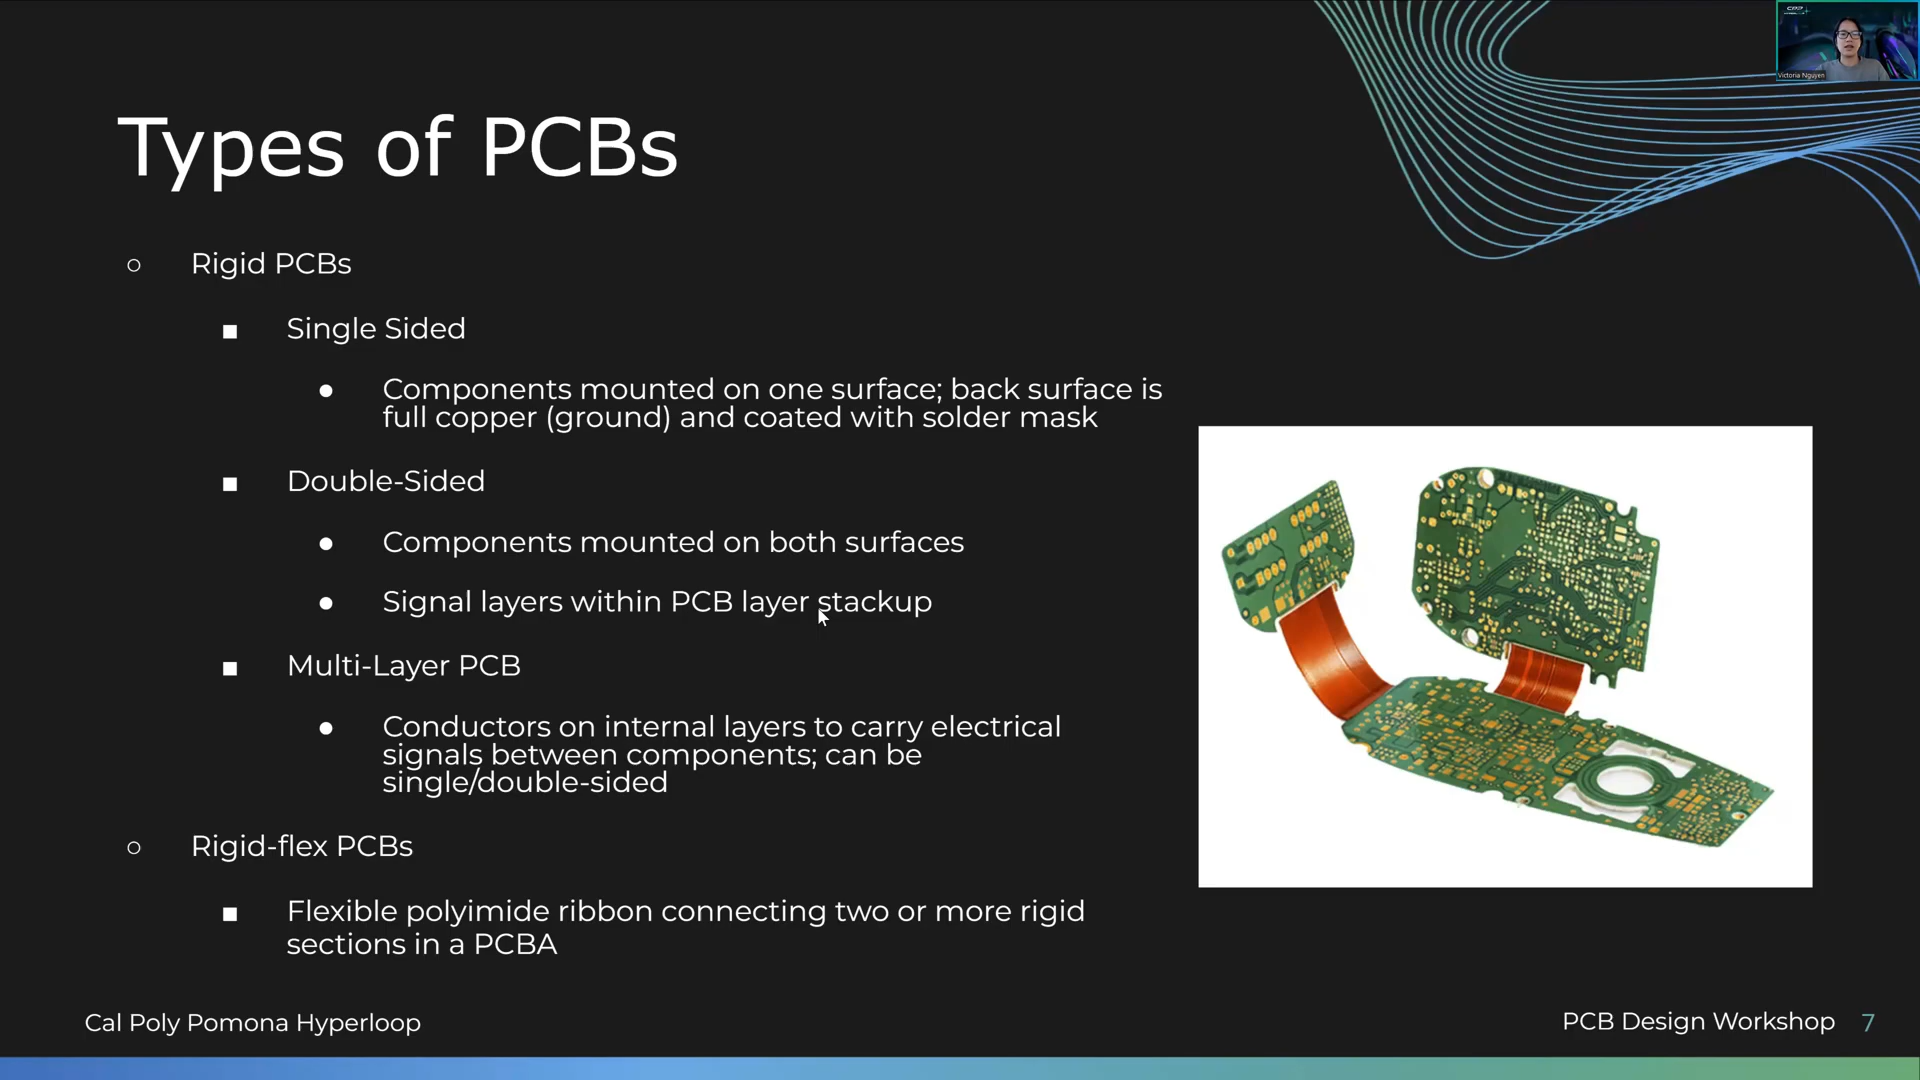 CPP
Victoria Nguyen
Types of PCBs
Rigid PCBs
Single Sided
Components mounted on one surface; back surface is
full copper (ground) and coated with solder mask
Double-Sided
Components mounted on both surfaces
Signal layers within PCB layer stackup
Multi-Layer PCB
Conductors on internal layers to carry electrical
signals between components; can be
single/double-sided
Rigid-flex PCBs
Flexible polyimide ribbon connecting two or more rigid
sections in a PCBA
Cal Poly Pomona Hyperloop
PCB Design Workshop 7